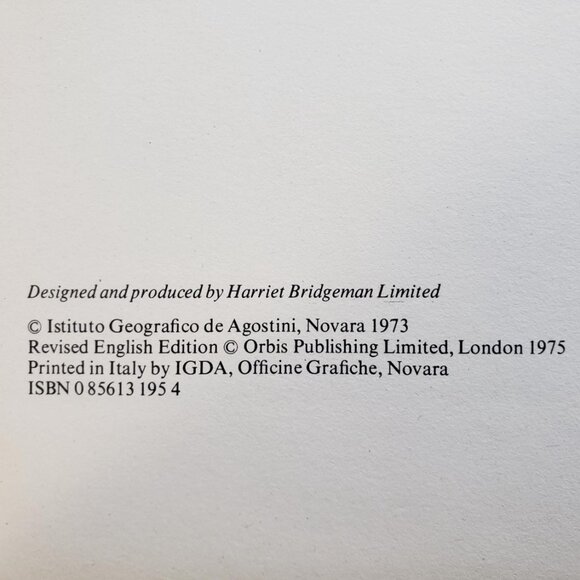 Designed and produced by Harriet Bridgeman Limited
© Istituto Geografico de Agostini, Novara 1973
Revised English Edition © Orbis Publishing Limited, London 1975
Printed in Italy by IGDA, Officine Grafiche, Novara
ISBN 0 85613 195 4